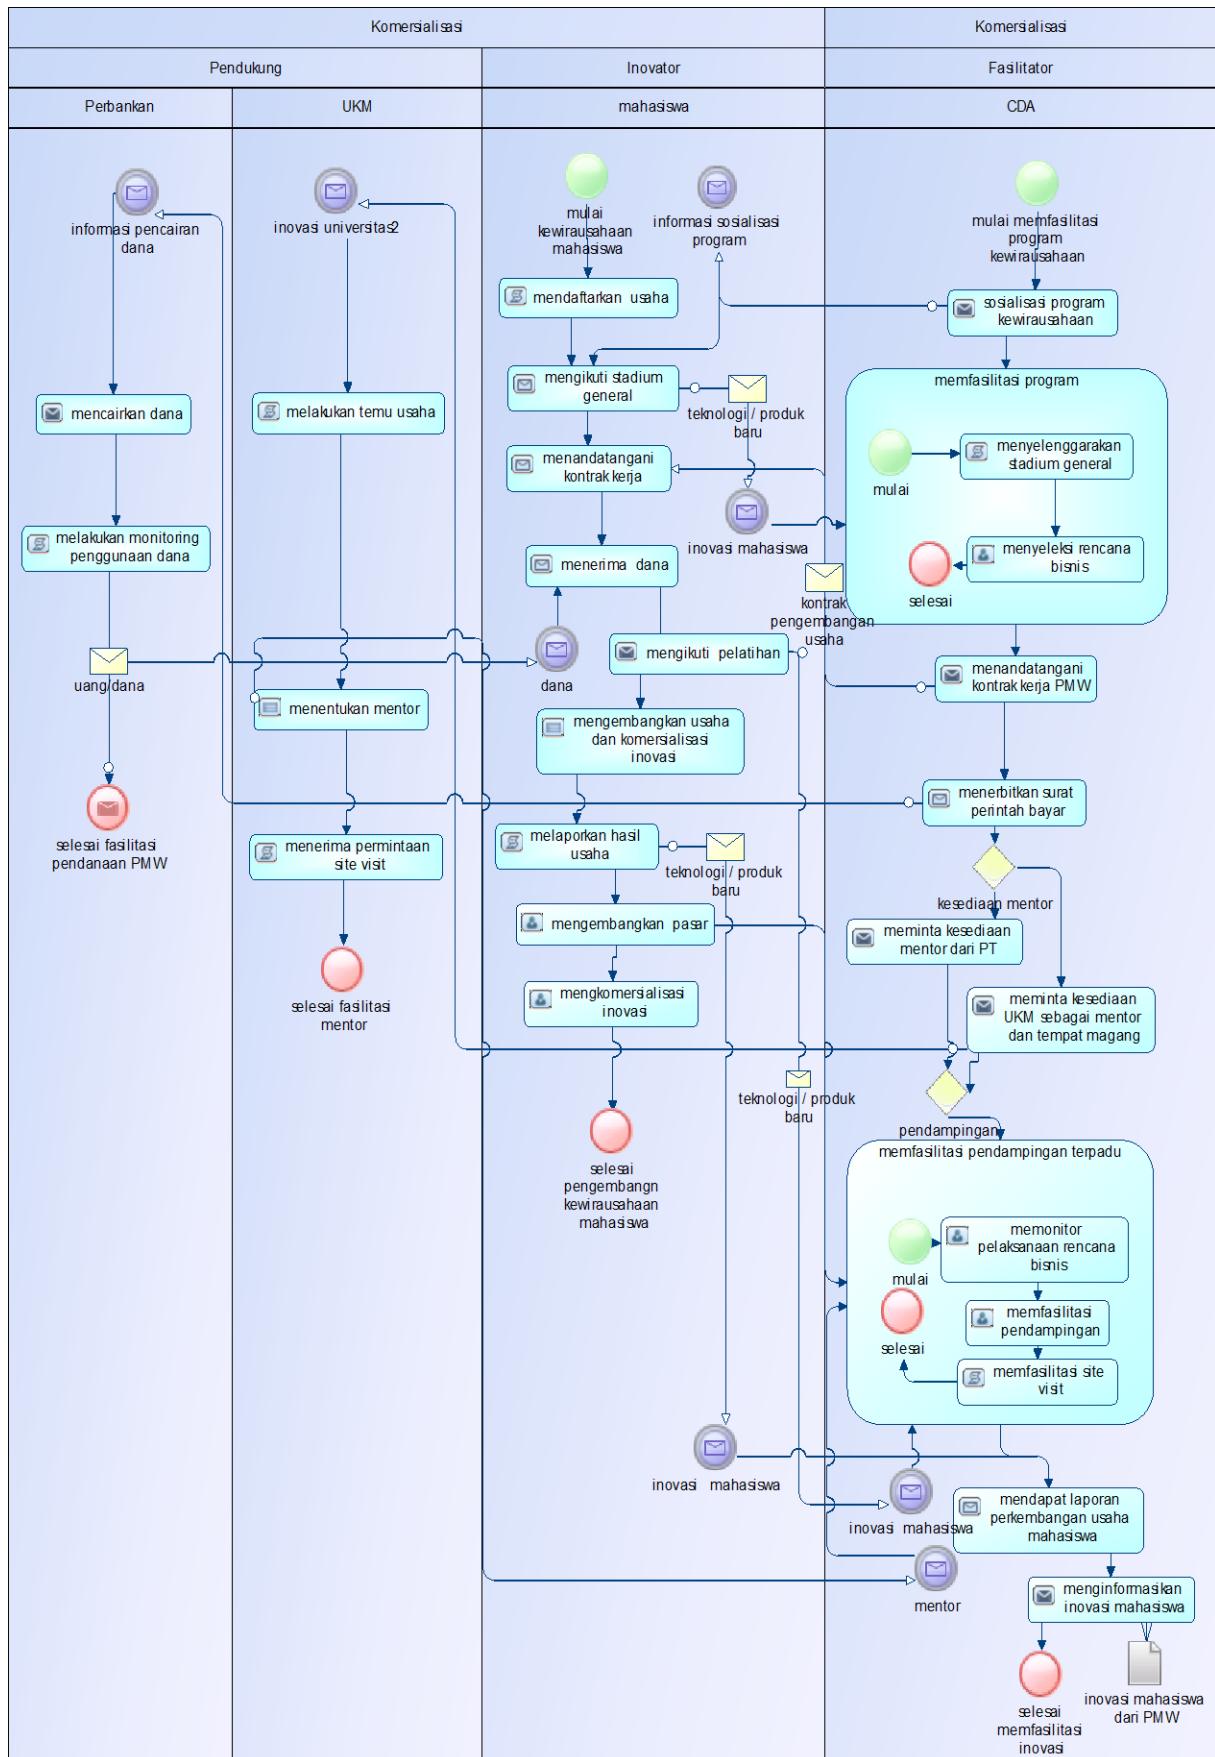 Komersialisasi
Komersialisasi
Pendukung
Inovator
Fasilitator
Perbankan
UKM
mahasiswa
CDA
informasi pencairan
dana
mencairkan dana
melakukan monitoring
penggunaan dana
uang/dana
selesai fasilitasi
pendanaan PMW
inovasi universitas2
melakukan temu usaha
menentukan mentor
menerima permintaan
site visit
selesai fasilitasi
mentor
mulai
kewirausahaan
mahasiswa
informasi sosialisasi
program
mendaftarkan usaha
mengikuti stadium
general
teknologi / produk
baru
menandatangani
kontrak kerja
inovasi mahasiswa
menerima dana
dana
mengikuti pelatihan
mengembangkan usaha
dan komersialisasi
inovasi
melaporkan hasil
usaha
teknologi / produk
baru
mengembangkan pasar
mengkomersialisasi
inovasi
teknologi / produk
baru
selesai
pengembangn
kewirausahaan
mahasiswa
inovasi mahasiswa
mulai memfasilitasi
program
kewirausahaan
sosialisasi program
kewirausahaan
memfasilitasi program
mulai
menyelenggarakan
stadium general
menyeleksi rencana
bisnis
selesai
kontrak
pengembangan
usaha
menandatangani
kontrak kerja PMW
menerbitkan surat
perintah bayar
kesediaan mentor
meminta kesediaan
mentor dari PT
meminta kesediaan
UKM sebagai mentor
dan tempat magang
pendampingan
memfasilitasi pendampingan terpadu
mulai
memonitor
pelaksanaan rencana
bisnis
memfasilitasi
pendampingan
selesai
memfasilitasi site
visit
inovasi mahasiswa
mendapat laporan
perkembangan usaha
mahasiswa
mentor
menginformasikan
inovasi mahasiswa
selesai
memfasilitasi
inovasi
inovasi mahasiswa
dari PMW